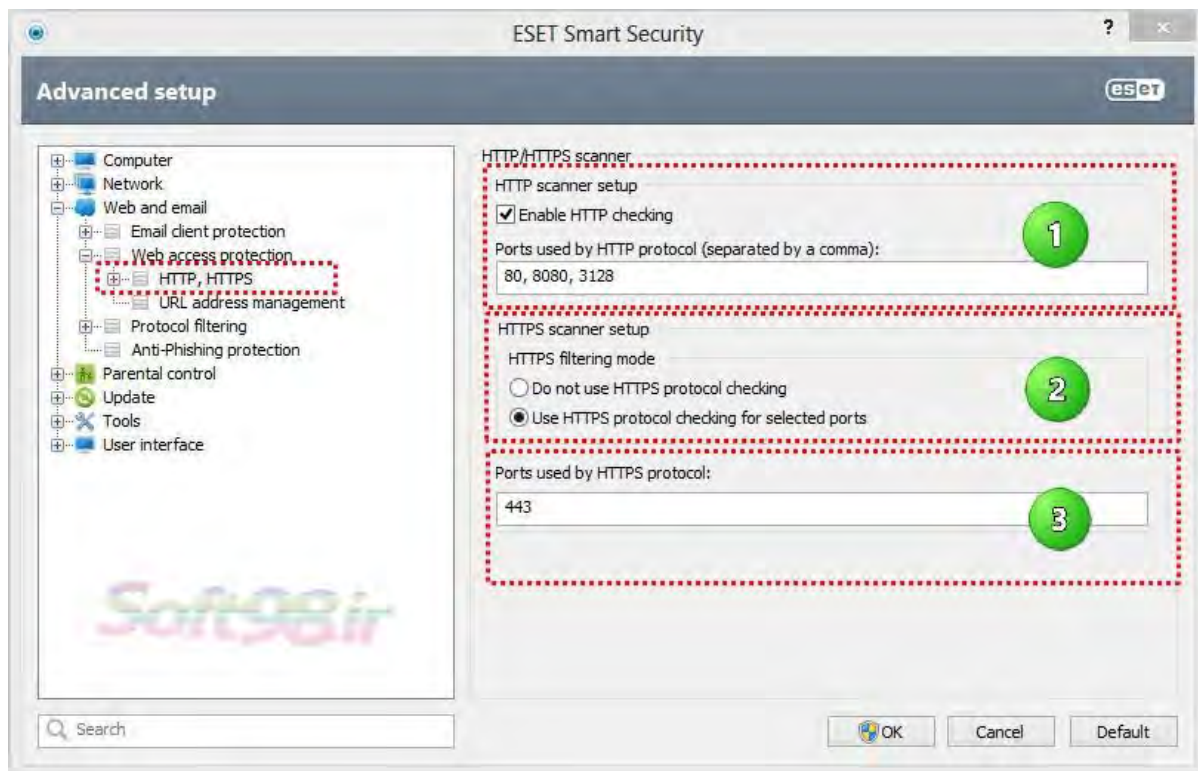 ESET Smart Security
?
Advanced setup
eset
Computer
Network
Web and email
Email client protection
Web access protection
HTTP, HTTPS
URL address management
Protocol filtering
Anti-Phishing protection
Parental control
Update
Tools
User interface
Soft98.ir
Search
HTTP/HTTPS scanner
HTTP scanner setup
Enable HTTP checking
Ports used by HTTP protocol (separated by a comma):
80, 8080, 3128
1
HTTPS scanner setup
HTTPS filtering mode
Do not use HTTPS protocol checking
Use HTTPS protocol checking for selected ports
2
Ports used by HTTPS protocol:
443
3
OK
Cancel
Default